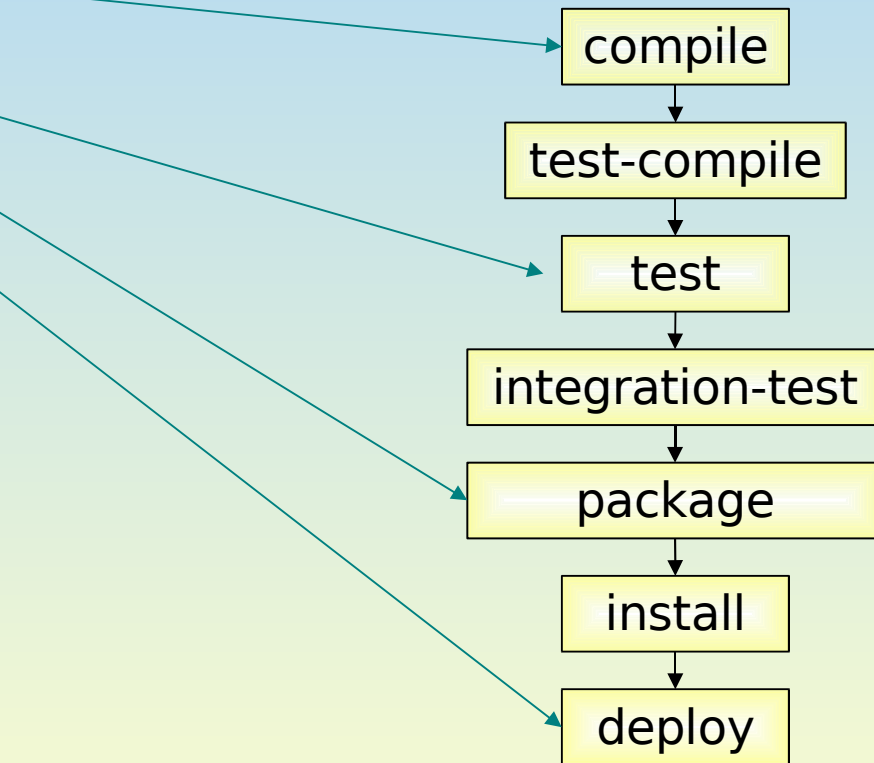 compile
test-compile
test
integration-test
package
install
deploy